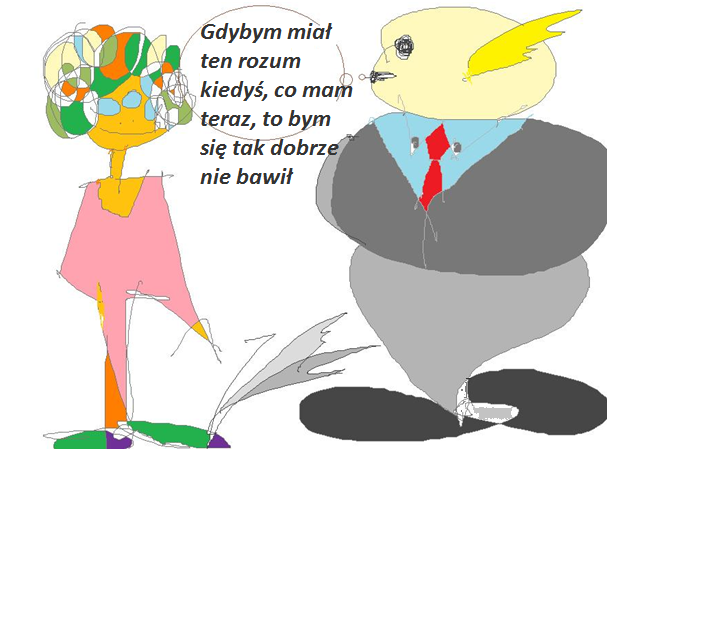 Gdybym miał
ten rozum
kiedyś, co mam
teraz, to bym
się tak dobrze
nie bawił